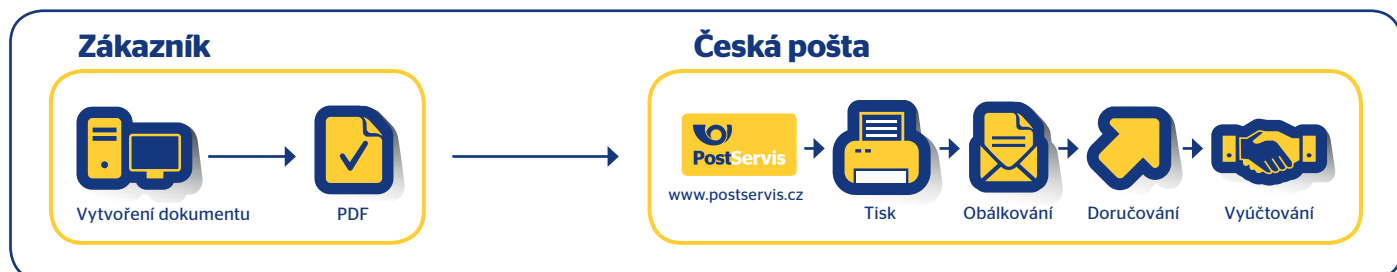 Zákazník
Vytvoření dokumentu
PDF
Česká pošta
PostServis
www.postservis.cz
Tisk
Obálkování
Doručování
Vyúčtování